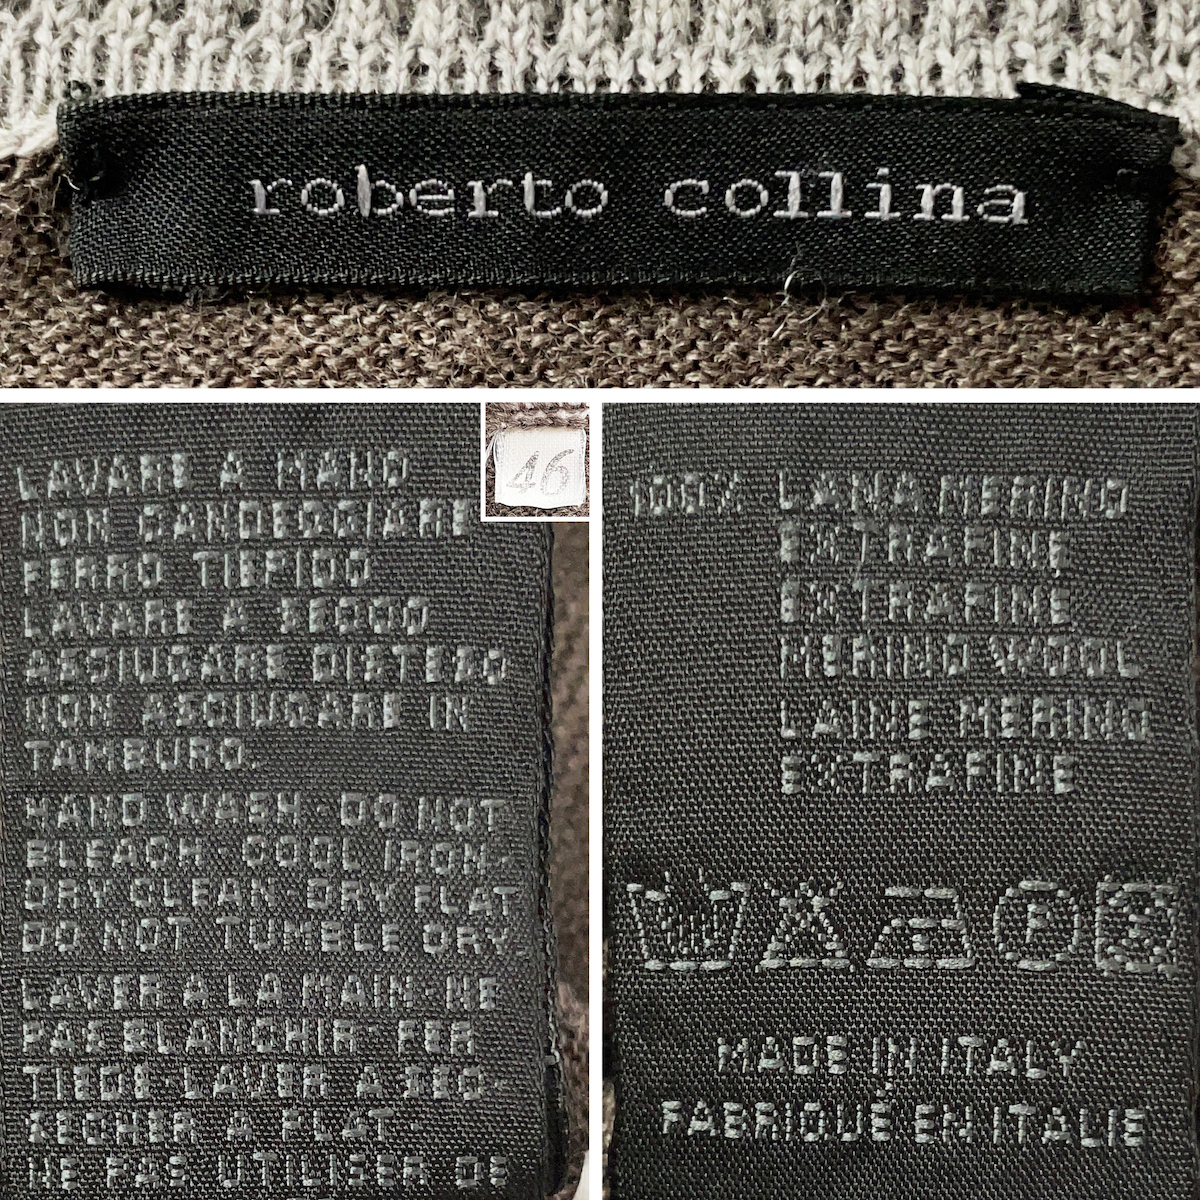 roberto collina
LAVARE A MANO
NON CANDEGGIARE
FERRO TIEPIDO
LAVARE A SECCO
ASCIUGARE DISTESO
NON ASCIUGARE IN
TAMBURO.
HAND WASH DO NOT
BLEACH COOL IRON-
DRY CLEAN DRY FLAT
DO NOT TUMBLE DRY
LAVER A LA MAIN NE
PAS BLANCHIR FER
TIEDE LAVER A SEC-
SECHER A PLAT-
NE PAS UTILISER DE
46
100% LANA MERINO
EXTRAFINE
EXTRAFINE
MERINO WOOL
LAINE MERINO
EXTRAFINE
P
MADE IN ITALY
FABRIQUÉ EN ITALIE